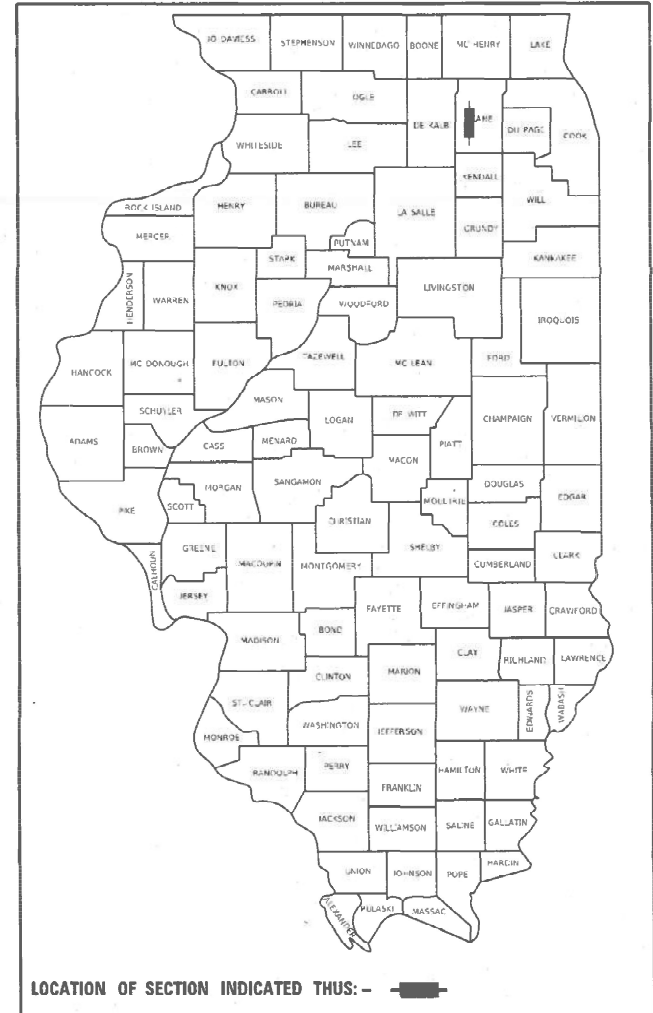 JO DAVIESS STEPHENSON WINNEBAGO BOONE MC HENRY LAKE
CARROLL OGLE DE KALB KANE DU PAGE COOK
WHITESIDE LEE
KENDALL
ROCK ISLAND HENRY BUREAU LA SALLE GRUNDY WILL
MERCER PUTNAM
STARK MARSHALL KANKAKEE
HENDERSON WARREN KNOX PEORIA WOODFORD LIVINGSTON IROQUOIS
HANCOCK MC DONOUGH FULTON TAZEWELL MC LEAN FORD
MASON
SCHUYLER LOGAN DE WITT CHAMPAIGN VERMILION
ADAMS BROWN CASS MENARD PIATT
MACON
PIKE SCOTT MORGAN SANGAMON MOULTRIE DOUGLAS EDGAR
CHRISTIAN COLES
CALHOUN GREENE MACOUPIN MONTGOMERY SHELBY CUMBERLAND CLARK
JERSEY FAYETTE EFFINGHAM JASPER CRAWFORD
MADISON BOND
CLINTON MARION CLAY RICHLAND LAWRENCE
ST. CLAIR WASHINGTON JEFFERSON WAYNE EDWARDS WABASH
MONROE
RANDOLPH PERRY HAMILTON WHITE
FRANKLIN
JACKSON WILLIAMSON SALINE GALLATIN
UNION JOHNSON POPE HARDIN
ALEXANDER PULASKI MASSAC
LOCATION OF SECTION INDICATED THUS: -